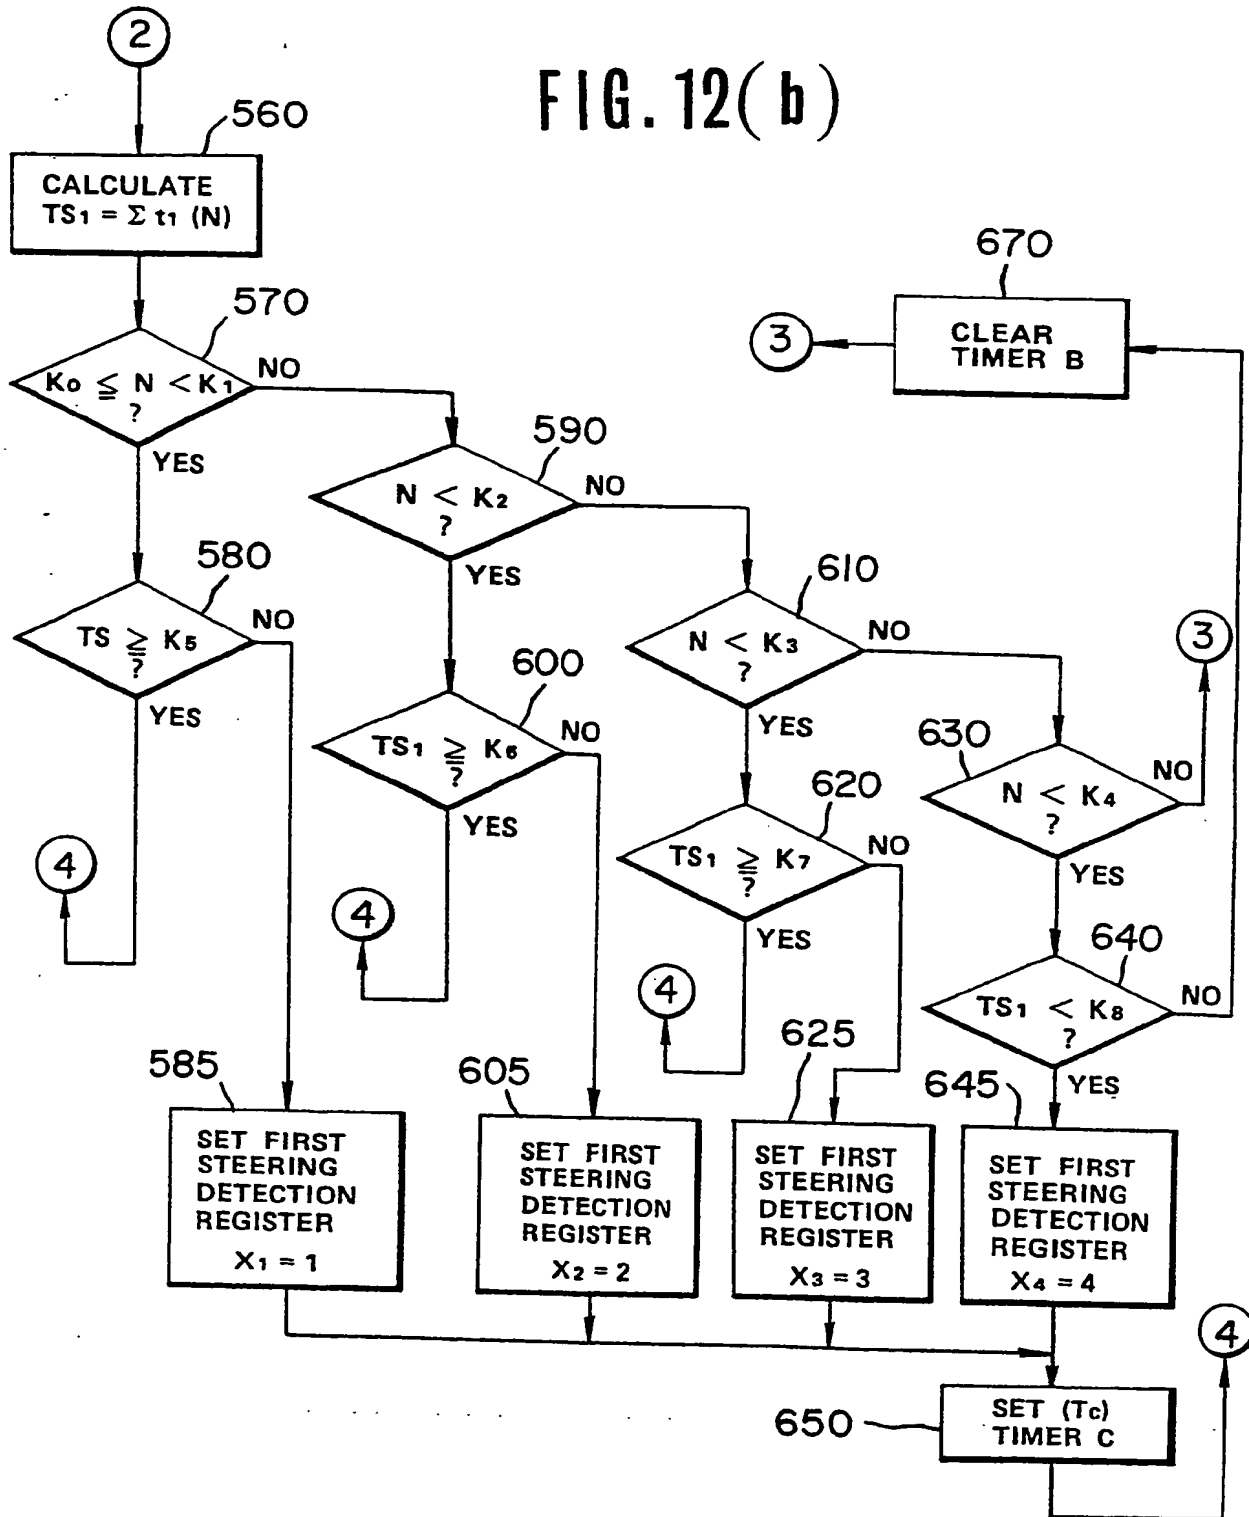 2
FIG. 12(b)
560
CALCULATE
TS1 = Σ t1 (N)
570
K0 ≦ N < K1
?
NO
YES
580
TS ≧ K5
?
NO
YES
4
590
N < K2
?
NO
YES
600
TS1 ≧ K6
?
NO
YES
4
610
N < K3
?
NO
YES
620
TS1 ≧ K7
?
NO
YES
4
630
N < K4
?
NO
YES
3
640
TS1 < K8
?
NO
YES
670
CLEAR
TIMER B
3
585
SET FIRST
STEERING
DETECTION
REGISTER
X1 = 1
605
SET FIRST
STEERING
DETECTION
REGISTER
X2 = 2
625
SET FIRST
STEERING
DETECTION
REGISTER
X3 = 3
645
SET FIRST
STEERING
DETECTION
REGISTER
X4 = 4
650
SET (Tc)
TIMER C
4